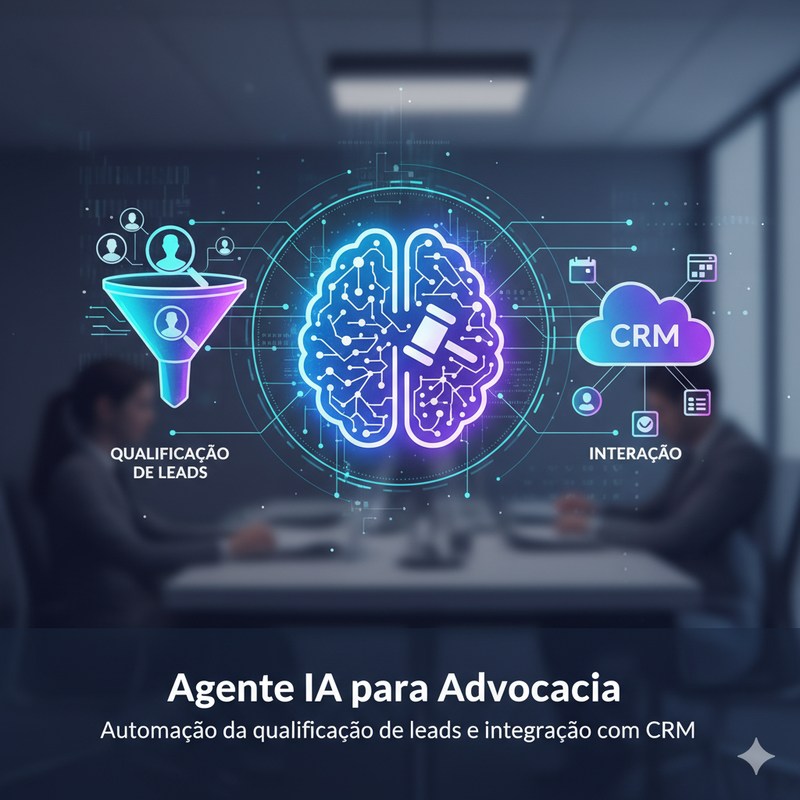 CRM
QUALIFICAÇÃO
DE LEADS
INTERAÇÃO
Agente IA para Advocacia
Automação da qualificação de leads e integração com CRM